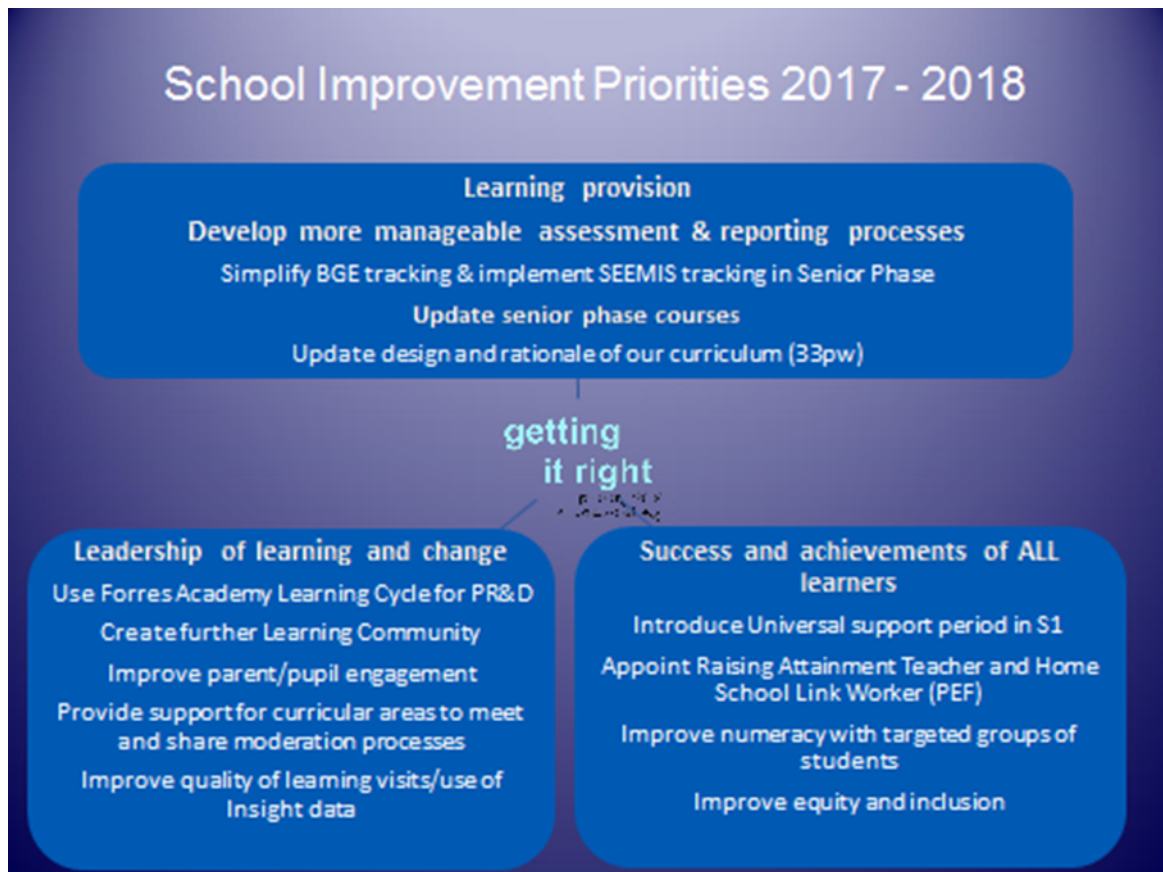 School Improvement Priorities 2017 - 2018
Learning provision
Develop more manageable assessment & reporting processes
Simplify BGE tracking & implement SEEMIS tracking in Senior Phase
Update senior phase courses
Update design and rationale of our curriculum (33pw)
getting
it right
Leadership of learning and change
Use Forres Academy Learning Cycle for PR&D
Create further Learning Community
Improve parent/pupil engagement
Provide support for curricular areas to meet
and share moderation processes
Improve quality of learning visits/use of
Insight data
Success and achievements of ALL
learners
Introduce Universal support period in S1
Appoint Raising Attainment Teacher and Home
School Link Worker (PEF)
Improve numeracy with targeted groups of
students
Improve equity and inclusion